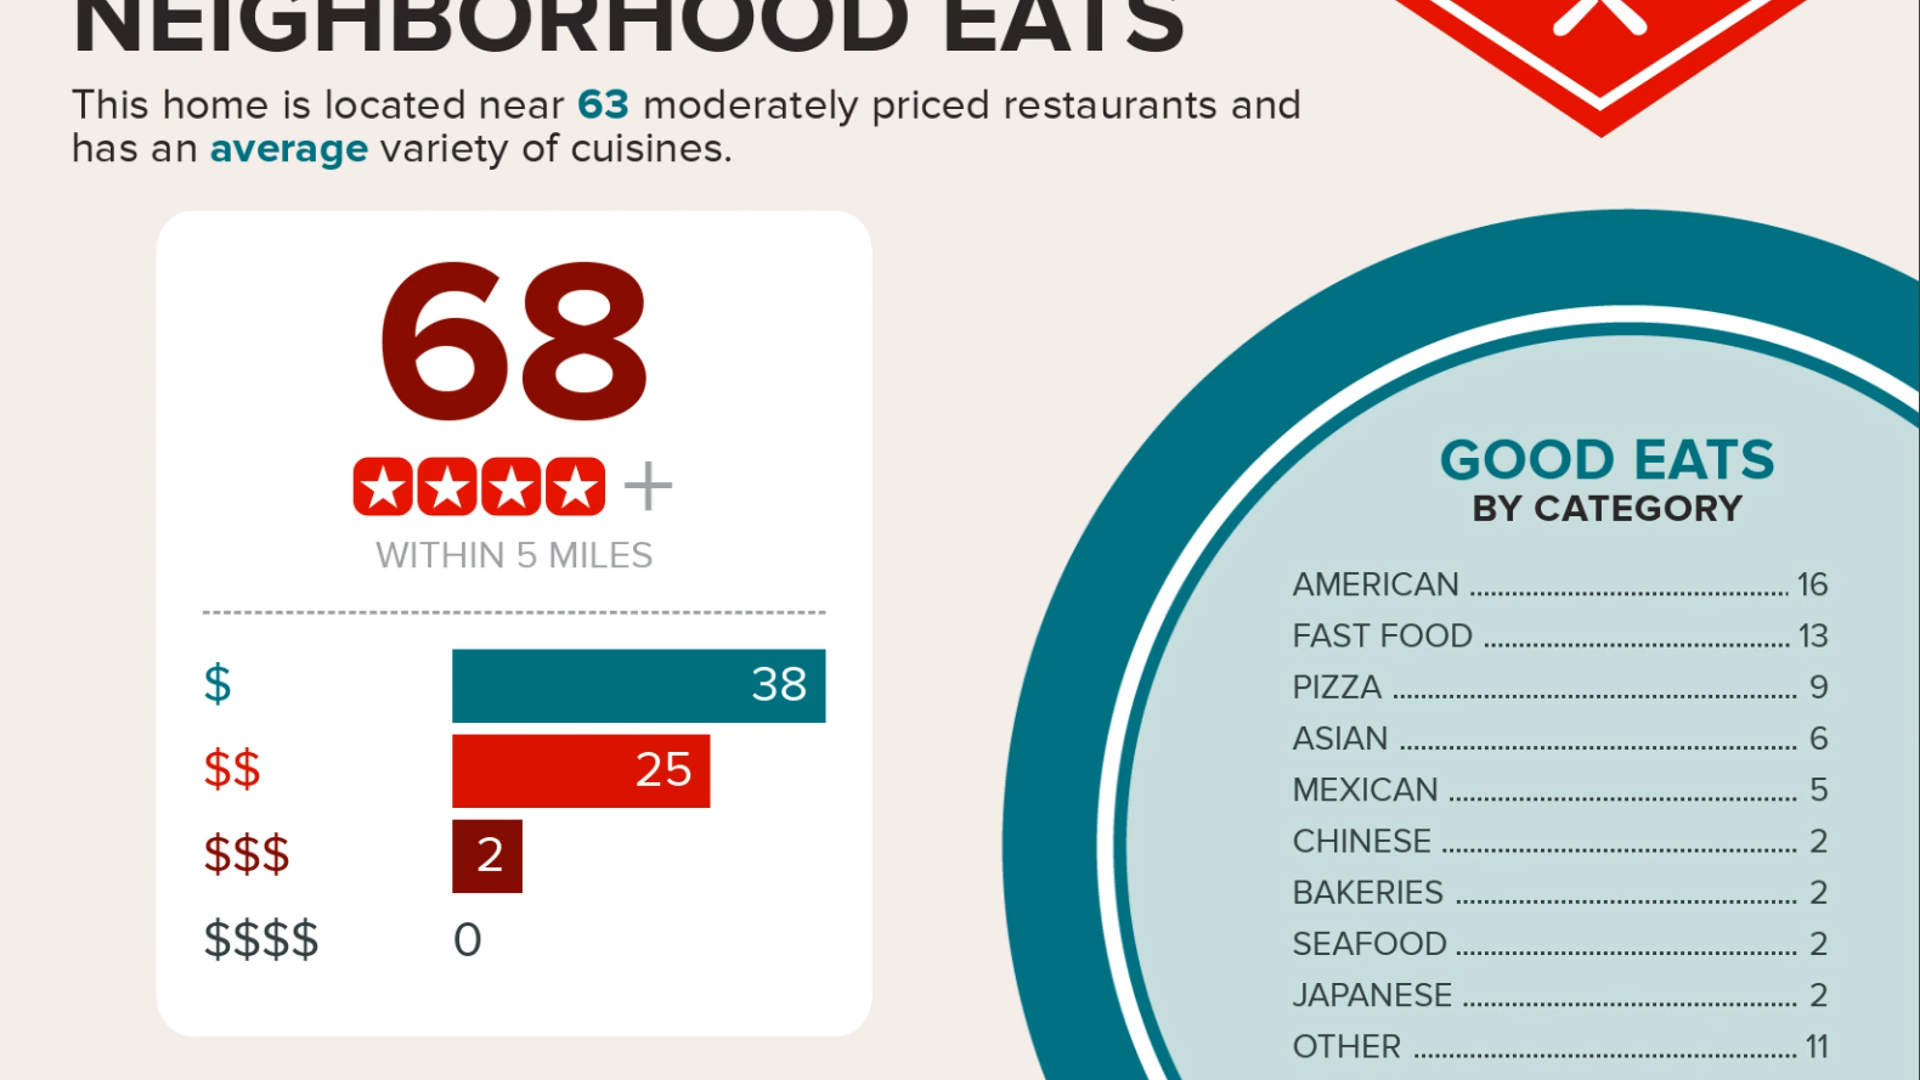 NEIGHBORHOOD EATS
This home is located near 63 moderately priced restaurants and
has an average variety of cuisines.
68
+
WITHIN 5 MILES
$ 38
$$ 25
$$$ 2
$$$$ 0
GOOD EATS
BY CATEGORY
AMERICAN 16
FAST FOOD 13
PIZZA 9
ASIAN 6
MEXICAN 5
CHINESE 2
BAKERIES 2
SEAFOOD 2
JAPANESE 2
OTHER 11